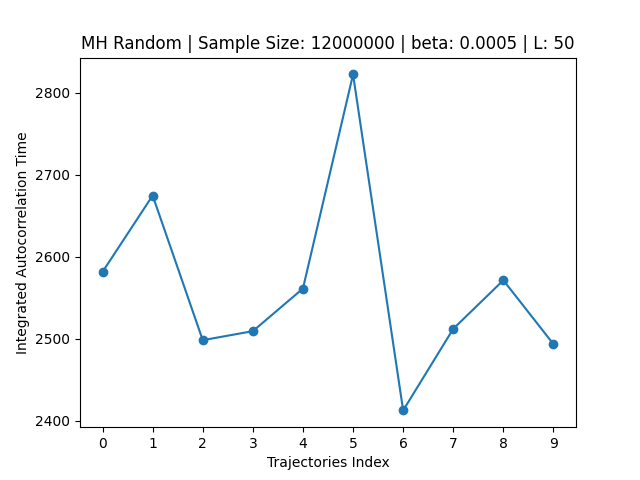 MH Random | Sample Size: 12000000 | beta: 0.0005 | L: 50
Integrated Autocorrelation Time
2800
2700
2600
2500
2400
0 1 2 3 4 5 6 7 8 9
Trajectories Index